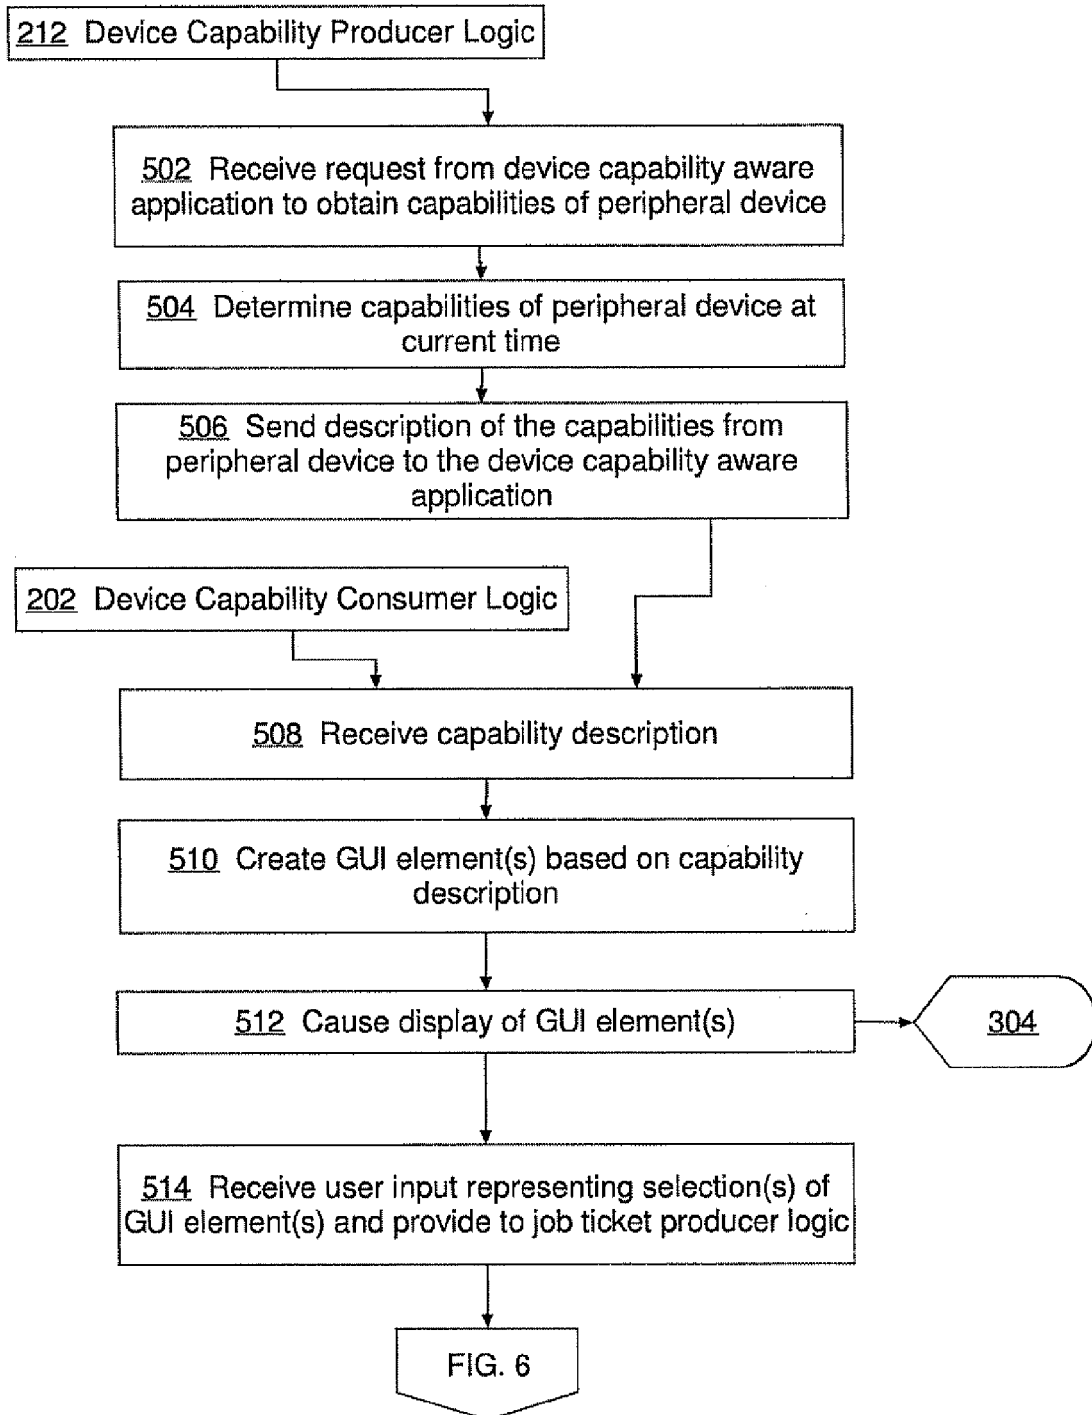 212 Device Capability Producer Logic
502 Receive request from device capability aware
application to obtain capabilities of peripheral device
504 Determine capabilities of peripheral device at
current time
506 Send description of the capabilities from
peripheral device to the device capability aware
application
202 Device Capability Consumer Logic
508 Receive capability description
510 Create GUI element(s) based on capability
description
512 Cause display of GUI element(s)
304
514 Receive user input representing selection(s) of
GUI element(s) and provide to job ticket producer logic
FIG. 6